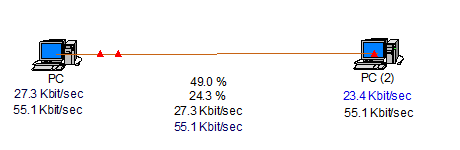 PC
27.3 Kbit/sec
55.1 Kbit/sec
49.0 %
24.3 %
27.3 Kbit/sec
55.1 Kbit/sec
PC (2)
23.4 Kbit/sec
55.1 Kbit/sec